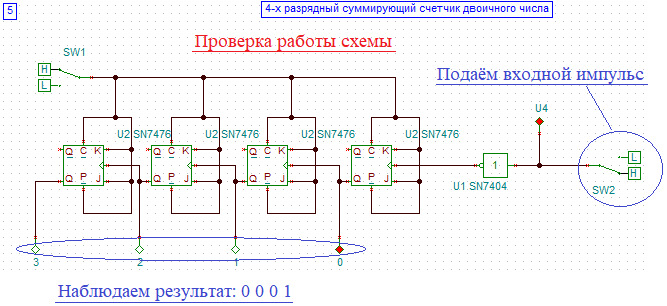 5
4-х разрядный суммирующий счетчик двоичного числа
Проверка работы схемы
Подаём входной импульс
SW1
H
L
U4
U2 SN7476 U2 SN7476 U2 SN7476 U2 SN7476
Q C K Q C K Q C K Q C K
Q P J Q P J Q P J Q P J
1
U1 SN7404
L
H
SW2
3 2 1 0
Наблюдаем результат: 0 0 0 1